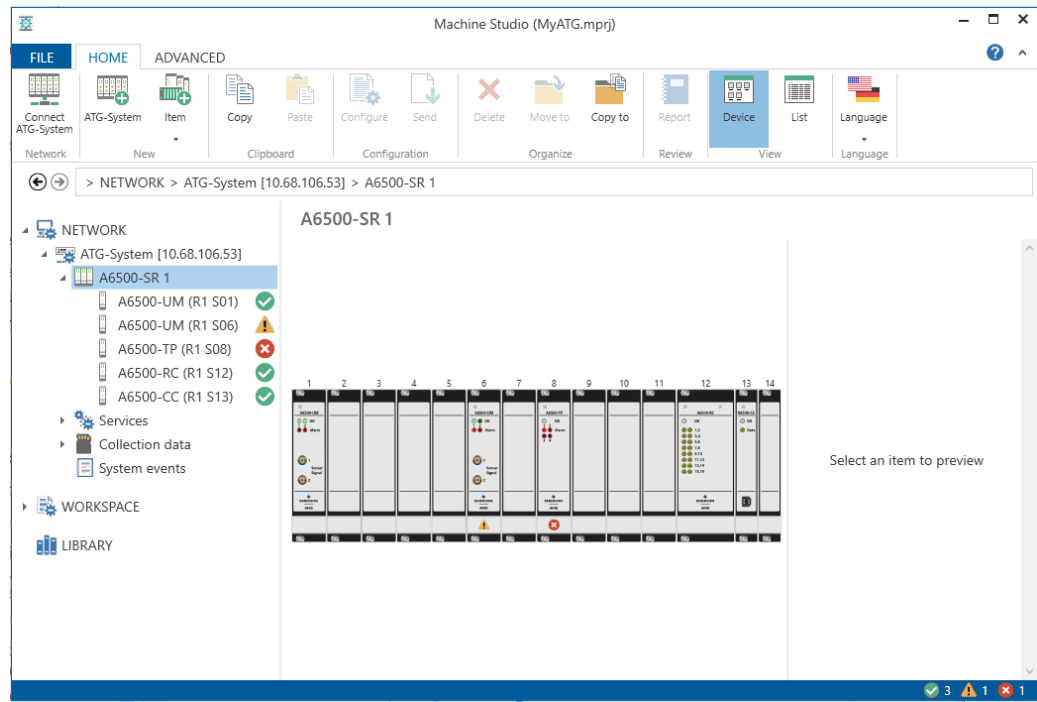 Machine Studio (MyATG.mprj)
FILE HOME ADVANCED
Connect ATG-System
ATG-System
Item
Copy
Paste
Configure
Send
Delete
Move to
Copy to
Report
Device
List
Language
Network New Clipboard Configuration Organize Review View Language
> NETWORK > ATG-System [10.68.106.53] > A6500-SR 1
NETWORK
ATG-System [10.68.106.53]
A6500-SR 1
A6500-UM (R1 S01)
A6500-UM (R1 S06)
A6500-TP (R1 S08)
A6500-RC (R1 S12)
A6500-CC (R1 S13)
Services
Collection data
System events
WORKSPACE
LIBRARY
A6500-SR 1
1 2 3 4 5 6 7 8 9 10 11 12 13 14
Select an item to preview
3 1 1